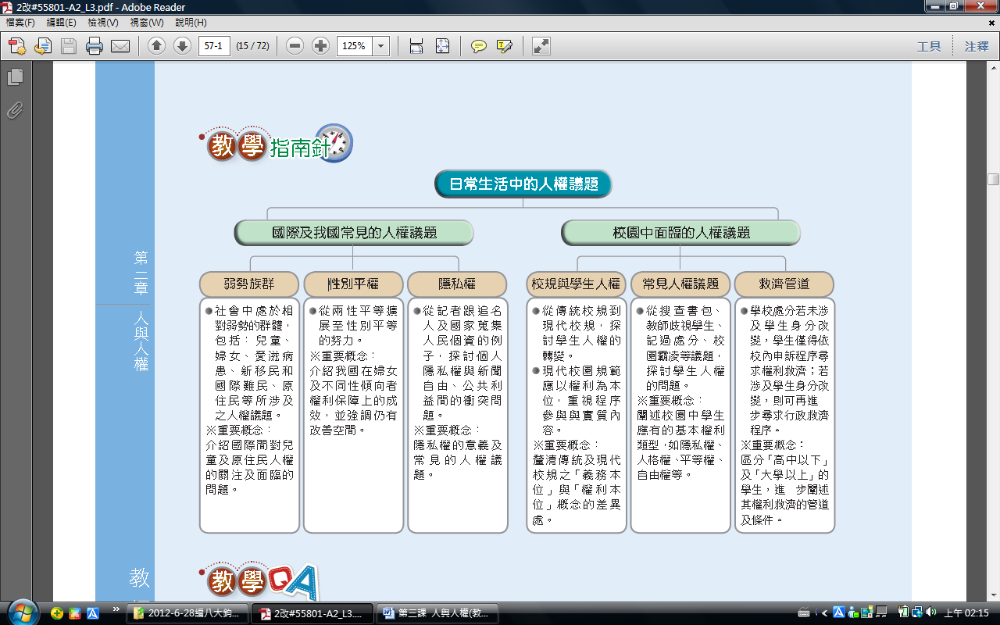 2改#55801-A2_L3.pdf - Adobe Reader
檔案(F) 編輯(E) 檢視(V) 視窗(W) 說明(H)
57-1 (15 / 72) 125% 工具 注釋
教學指南針
日常生活中的人權議題
國際及我國常見的人權議題
校園中面臨的人權議題
弱勢族群
●社會中處於相
對弱勢的群體，
包括：兒童、
婦女、愛滋病
患、新移民和
國際難民、原
住民等所涉及
之人權議題。
※重要概念：
介紹國際間對兒
童及原住民人權
的關注及面臨的
問題。
性別平權
●從兩性平等擴
展至性別平等
的努力。
※重要概念：
介紹我國在婦女
及不同性傾向者
權利保障上的成
效，並強調仍有
改善空間。
隱私權
●從記者跟追名
人及國家蒐集
人民個資的例
子，探討個人
隱私權與新聞
自由、公共利
益間的衝突問
題。
※重要概念：
隱私權的意義及
常見的人權議
題。
校規與學生人權
●從傳統校規到
現代校規，探
討學生人權的
轉變。
●現代校園規範
應以權利為本
位，重視程序
參與與實質內
容。
※重要概念：
釐清傳統及現代
校規之「義務本
位」與「權利本
位」概念的差異
處。
常見人權議題
●從搜查書包、
教師歧視學生、
記過處分、校
園霸凌等議題，
探討學生人權
的問題。
※重要概念：
闡述校園中學生
應有的基本權利
類型，如隱私權、
人格權、平等權、
自由權等。
救濟管道
●學校處分若未涉
及學生身分改
變，學生僅得依
校內申訴程序尋
求權利救濟；若
涉及學生身分改
變，則可再進
步尋求行政救濟
程序。
※重要概念：
區分「高中以下」
及「大學以上」的
學生，進 步闡述
其權利救濟的管道
及條件。
第二章 人與人權
教
教學QA
2012-6-28編八大鈞...
2改#55801-A2_L3....
第三課 人與人權(教...
上午 02:15